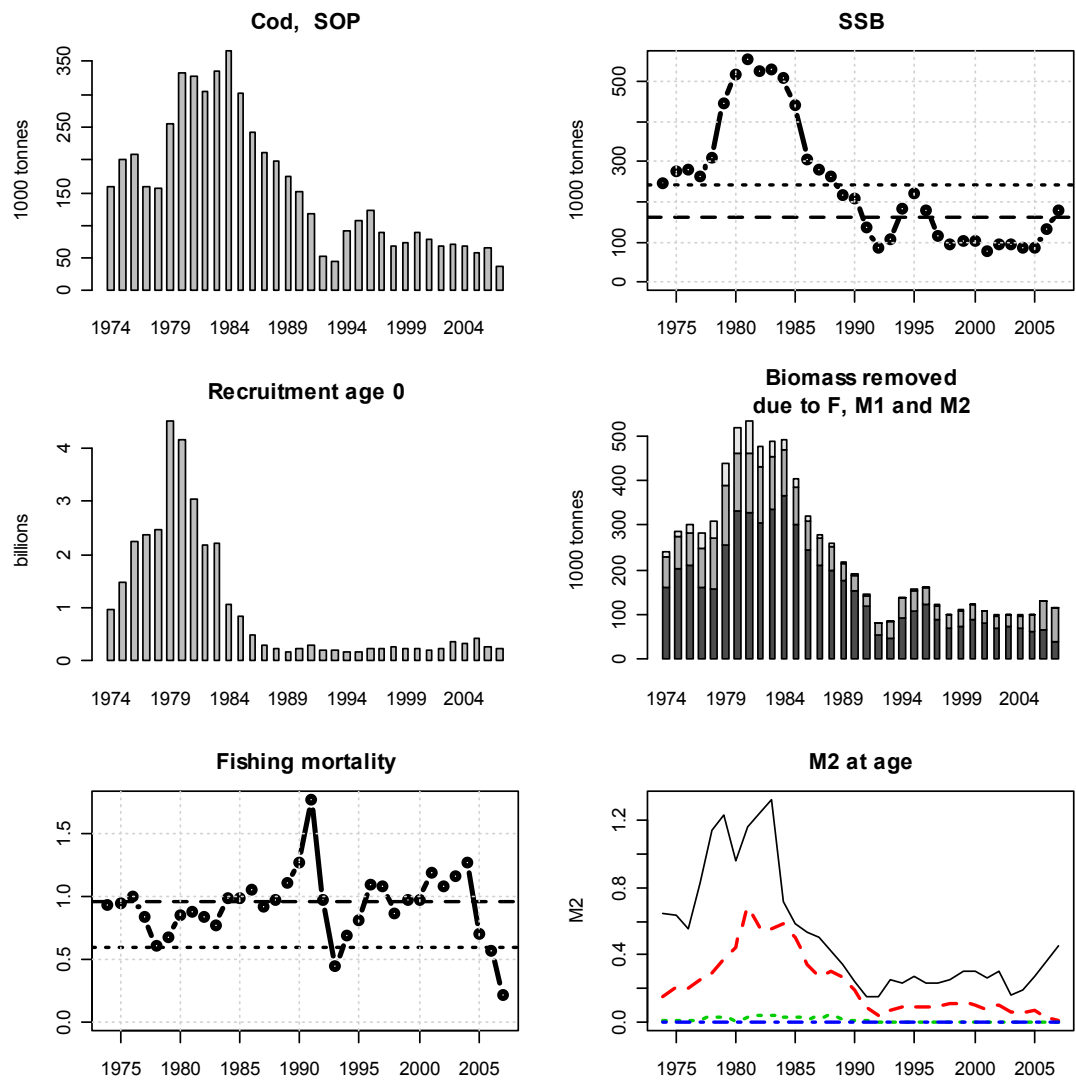 Cod, SOP
1000 tonnes
0 50 150 250 350
1974 1979 1984 1989 1994 1999 2004
SSB
1000 tonnes
0 100 300 500
1975 1980 1985 1990 1995 2000 2005
Recruitment age 0
billions
0 1 2 3 4
1974 1979 1984 1989 1994 1999 2004
Biomass removed
due to F, M1 and M2
1000 tonnes
0 100 200 300 400 500
1974 1979 1984 1989 1994 1999 2004
Fishing mortality
0.0 0.5 1.0 1.5
1975 1980 1985 1990 1995 2000 2005
M2 at age
M2
0.0 0.4 0.8 1.2
1975 1980 1985 1990 1995 2000 2005